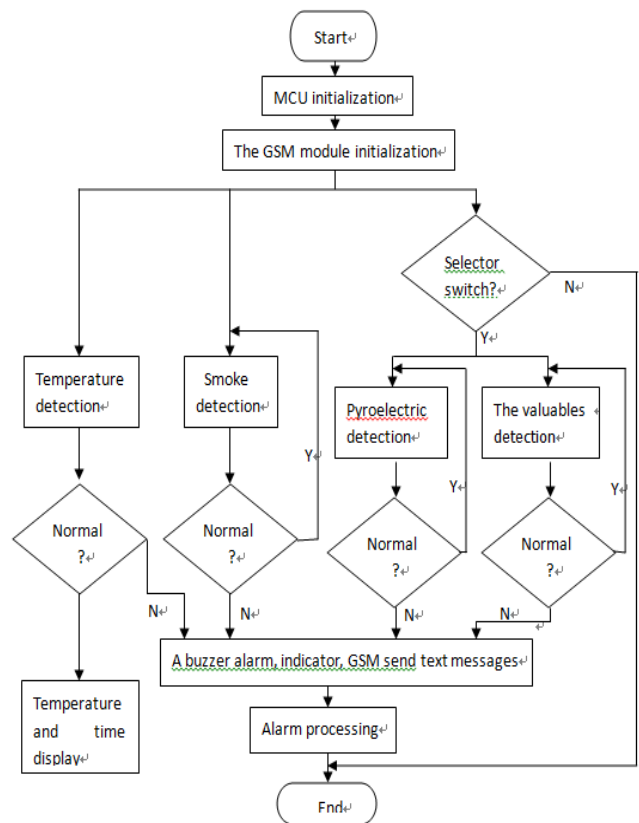 Start
MCU initialization
The GSM module initialization
Selector
switch?
N
Y
Temperature
detection
Smoke
detection
Pyroelectric
detection
The valuables
detection
Y
Y
Y
Normal
?
Normal
?
Normal
?
Normal
?
N
N
N
N
A buzzer alarm, indicator, GSM send text messages
Temperature
and time
display
Alarm processing
End